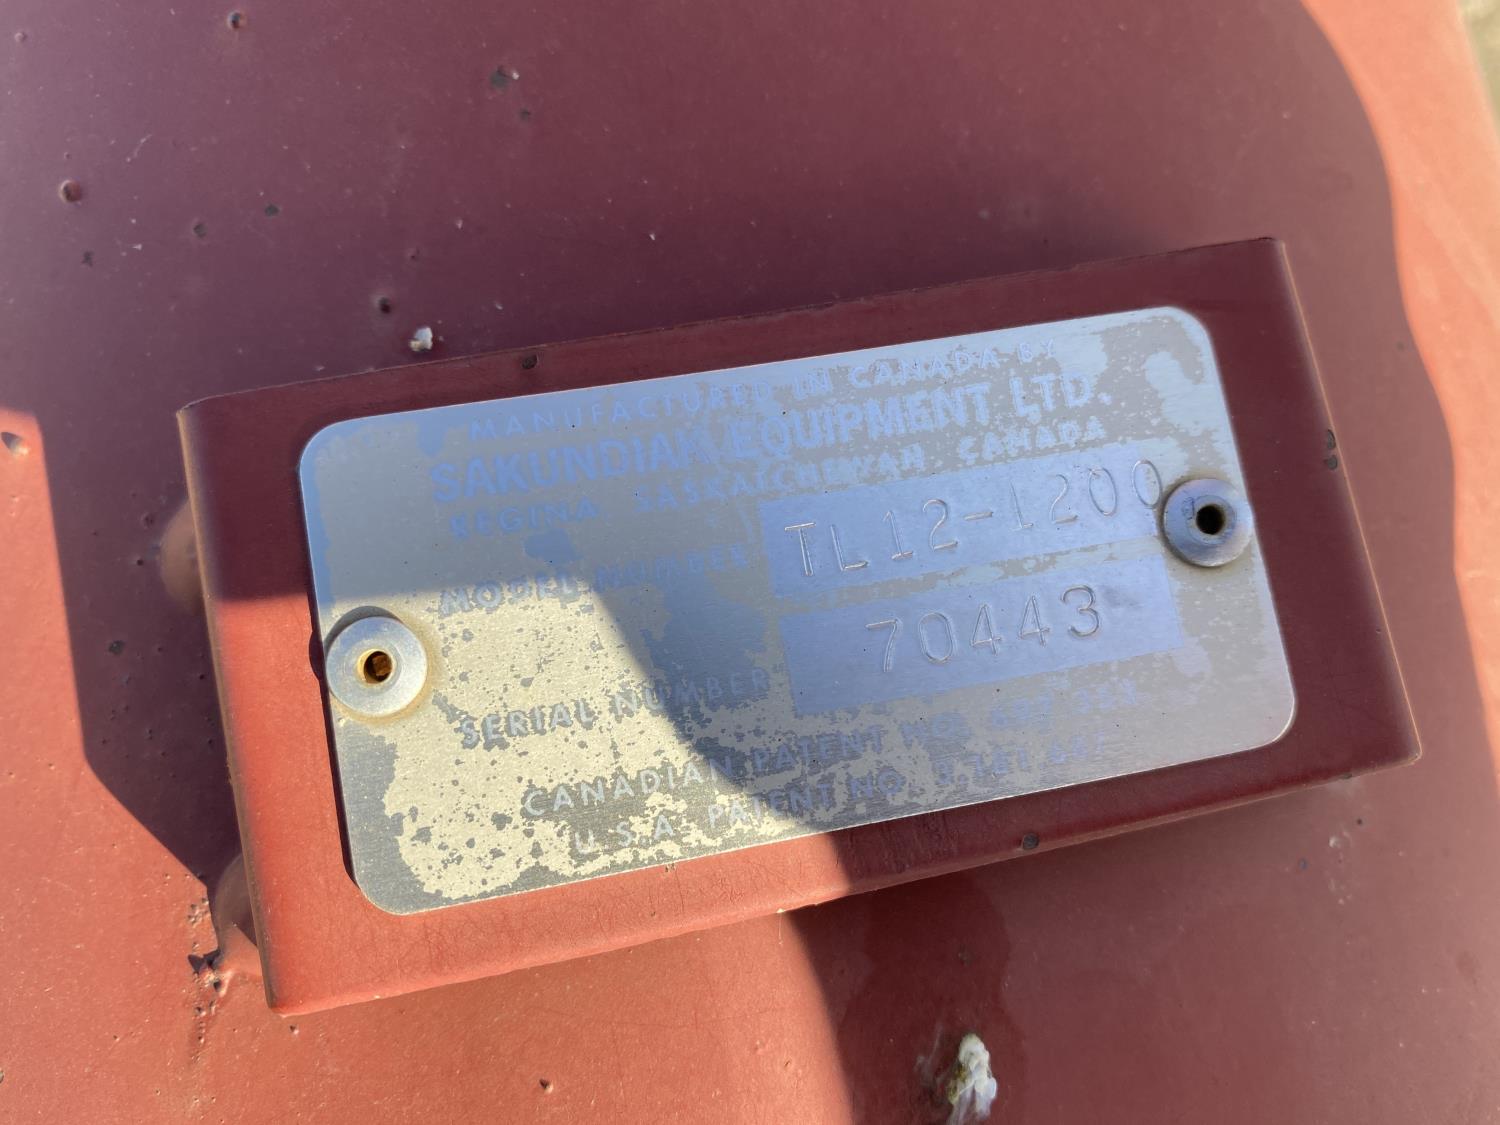 MANUFACTURED IN CANADA BY
SAKUNDIAK EQUIPMENT LTD.
REGINA, SASKATCHEWAN, CANADA
MODEL NUMBER TL12-1200
SERIAL NUMBER 70443
CANADIAN PATENT NO.
U.S.A. PATENT NO.